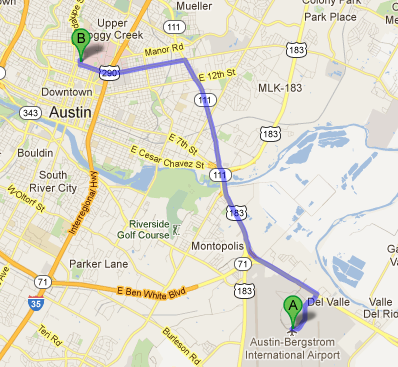 Upper
Boggy Creek
Mueller
Colony Park
Park Place
B
Manor Rd
183
290
E 12th St
Downtown
111
MLK-183
343
Austin
183
E 7th St
Bouldin
E Cesar Chavez St
South
River City
111
W Oltorf St
Interregional Hwy
183
Riverside
Golf Course
Montopolis
Parker Lane
71
71
E Ben White Blvd
183
35
A
Del Valle
Valle
Del Rio
Teri Rd
Burleson Rd
Austin-Bergstrom
International Airport